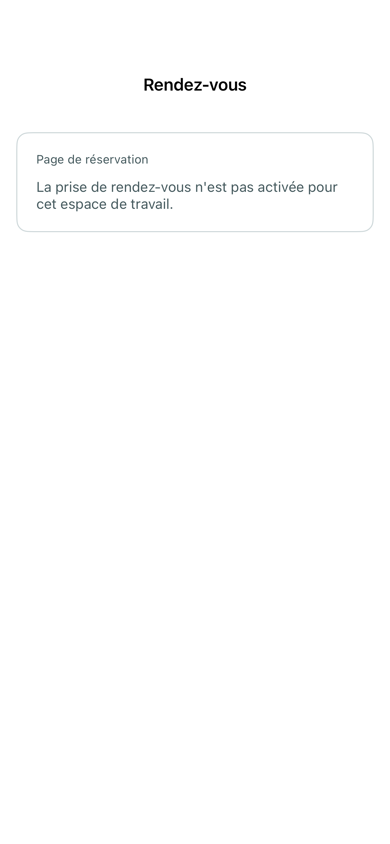 Rendez-vous
Page de réservation
La prise de rendez-vous n'est pas activée pour
cet espace de travail.